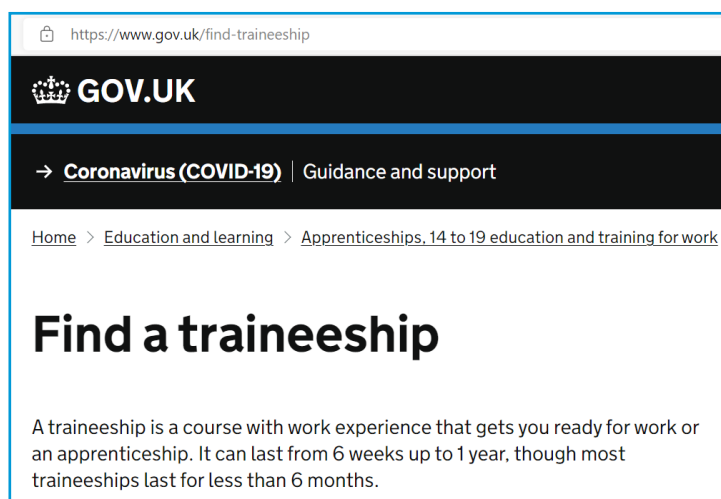 https://www.gov.uk/find-traineeship
GOV.UK
→ Coronavirus (COVID-19) | Guidance and support
Home > Education and learning > Apprenticeships, 14 to 19 education and training for work
Find a traineeship
A traineeship is a course with work experience that gets you ready for work or
an apprenticeship. It can last from 6 weeks up to 1 year, though most
traineeships last for less than 6 months.